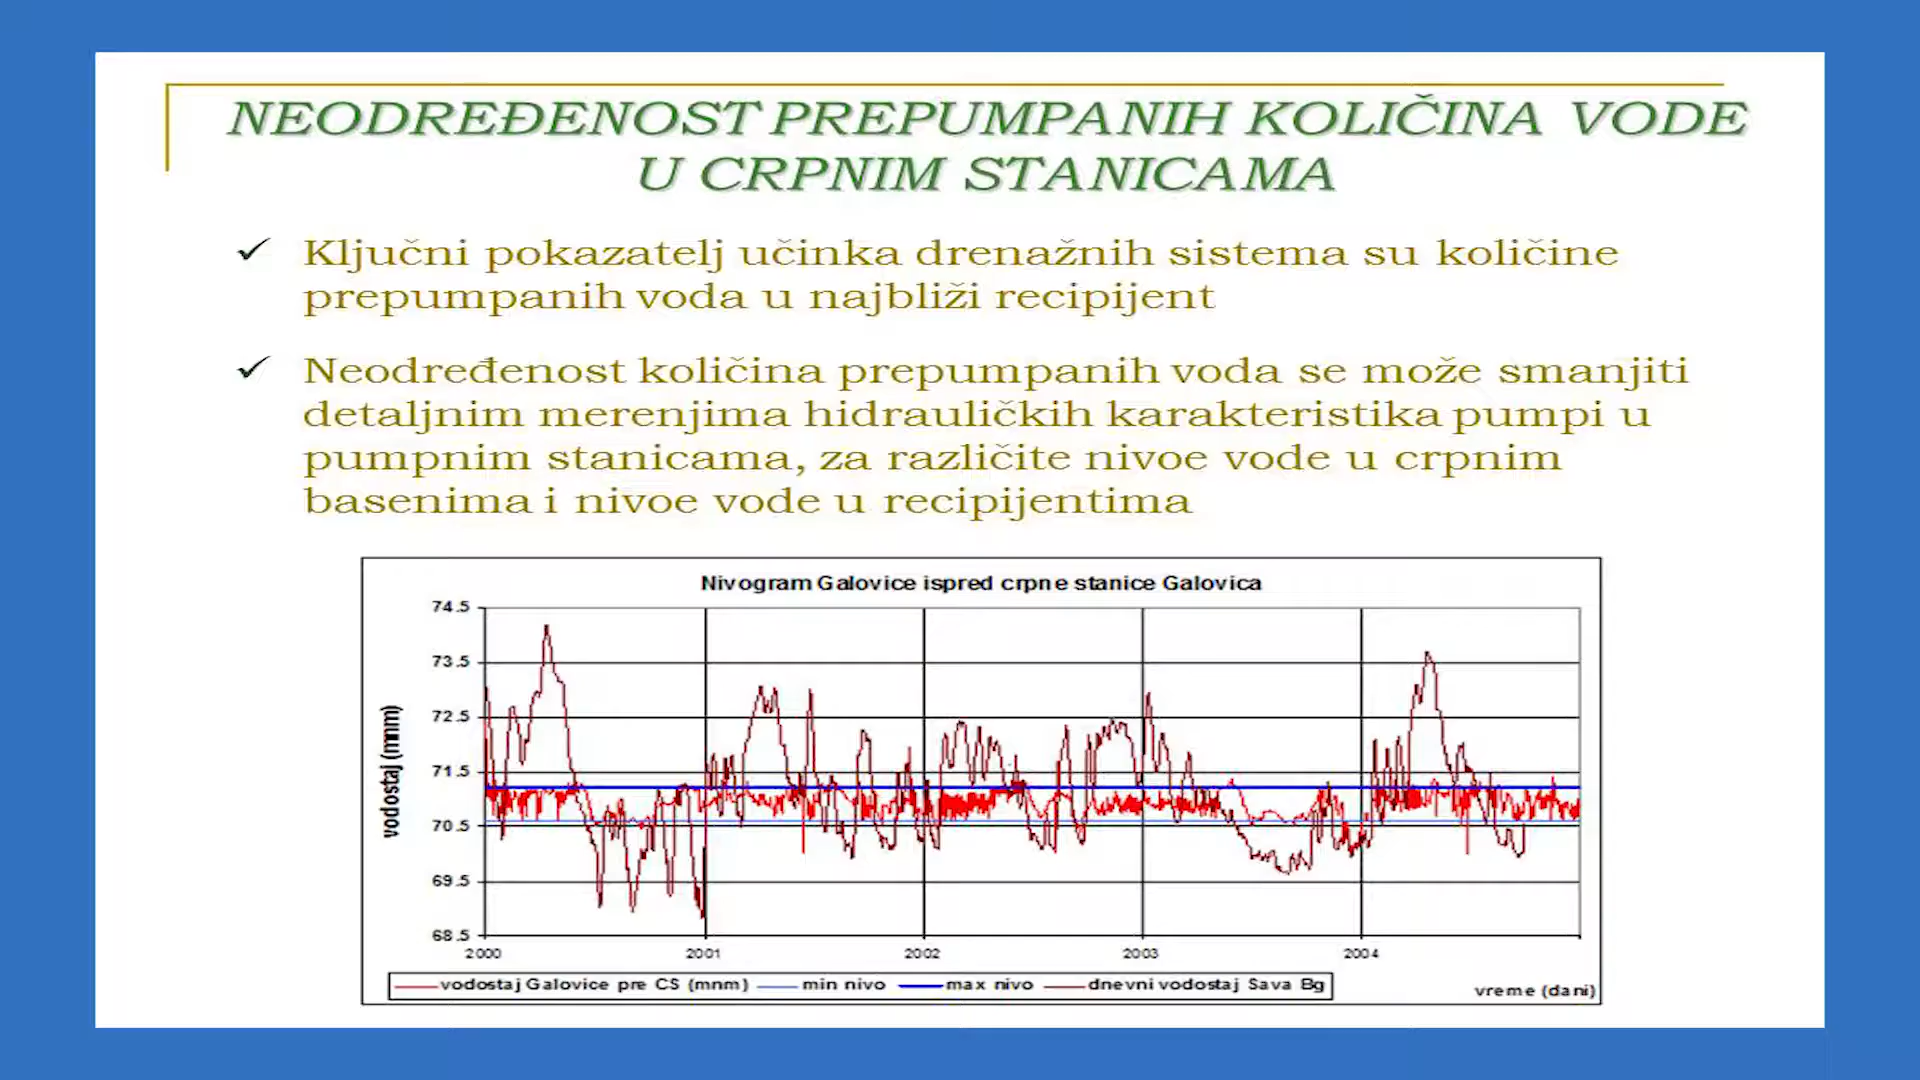 NEODREĐENOST PREPUMPANIH KOLIČINA VODE
U CRPNIM STANICAMA
Ključni pokazatelj učinka drenažnih sistema su količine
prepumpanih voda u najbliži recipijent
Neodređenost količina prepumpanih voda se može smanjiti
detaljnim merenjima hidrauličkih karakteristika pumpi u
pumpnim stanicama, za različite nivoe vode u crpnim
basenima i nivoe vode u recipijentima
Nivogram Galovice ispred crpne stanice Galovica
vodostaj (mnm)
74.5
73.5
72.5
71.5
70.5
69.5
68.5
2000 2001 2002 2003 2004
vodostaj Galovice pre CS (mnm) min nivo max nivo dnevni vodostaj Sava Bg
vreme (dani)